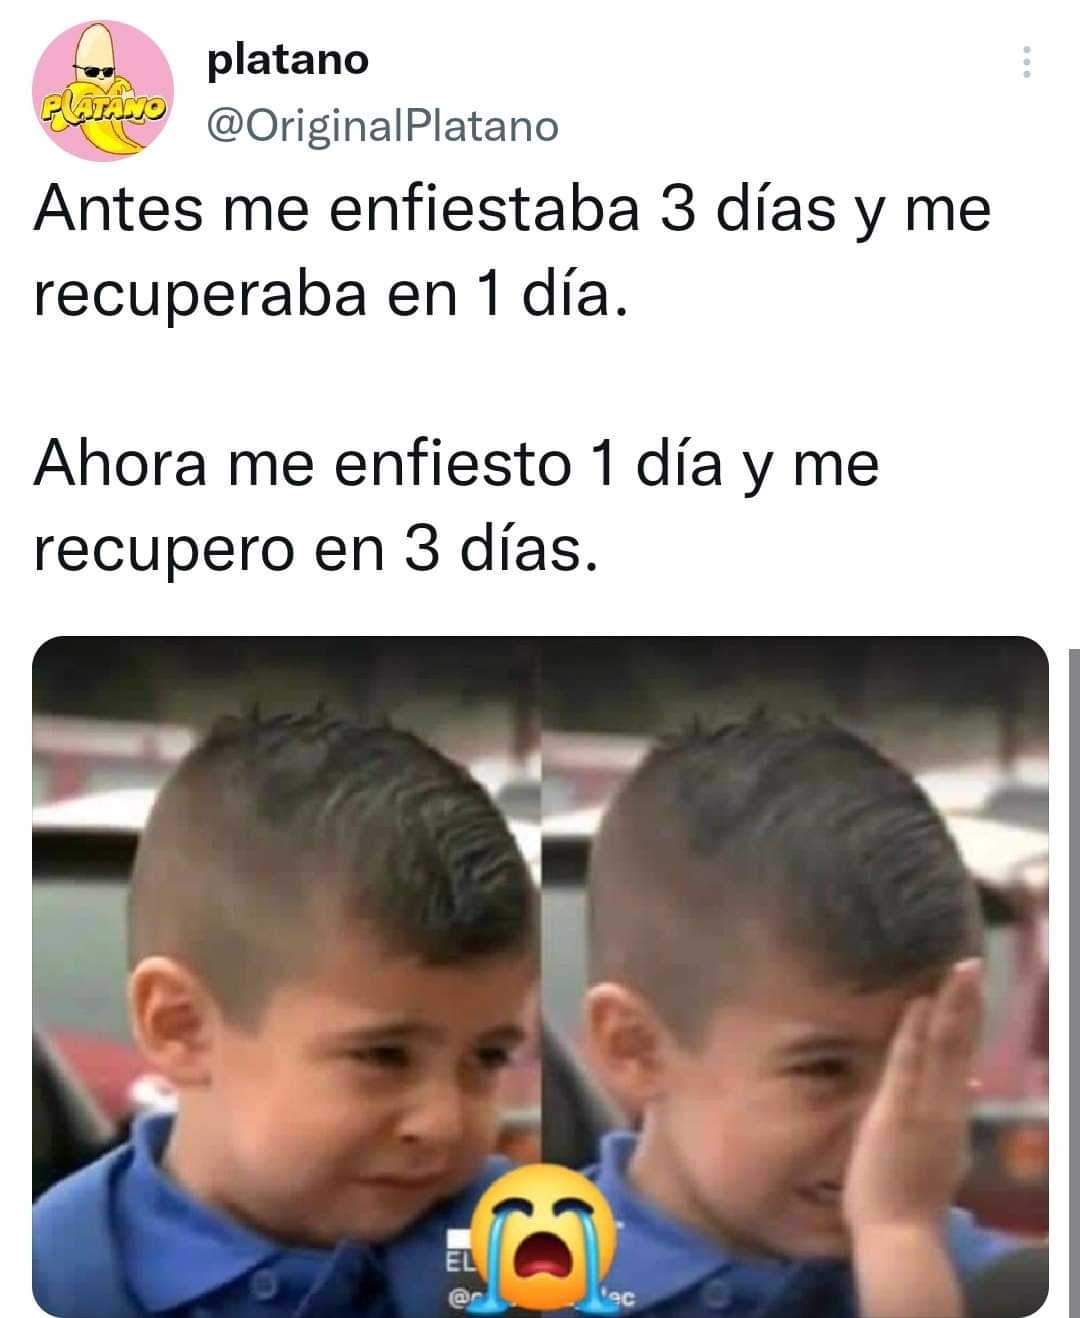 PLATANO
platano
@OriginalPlatano
Antes me enfiestaba 3 días y me
recuperaba en 1 día.
Ahora me enfiesto 1 día y me
recupero en 3 días.